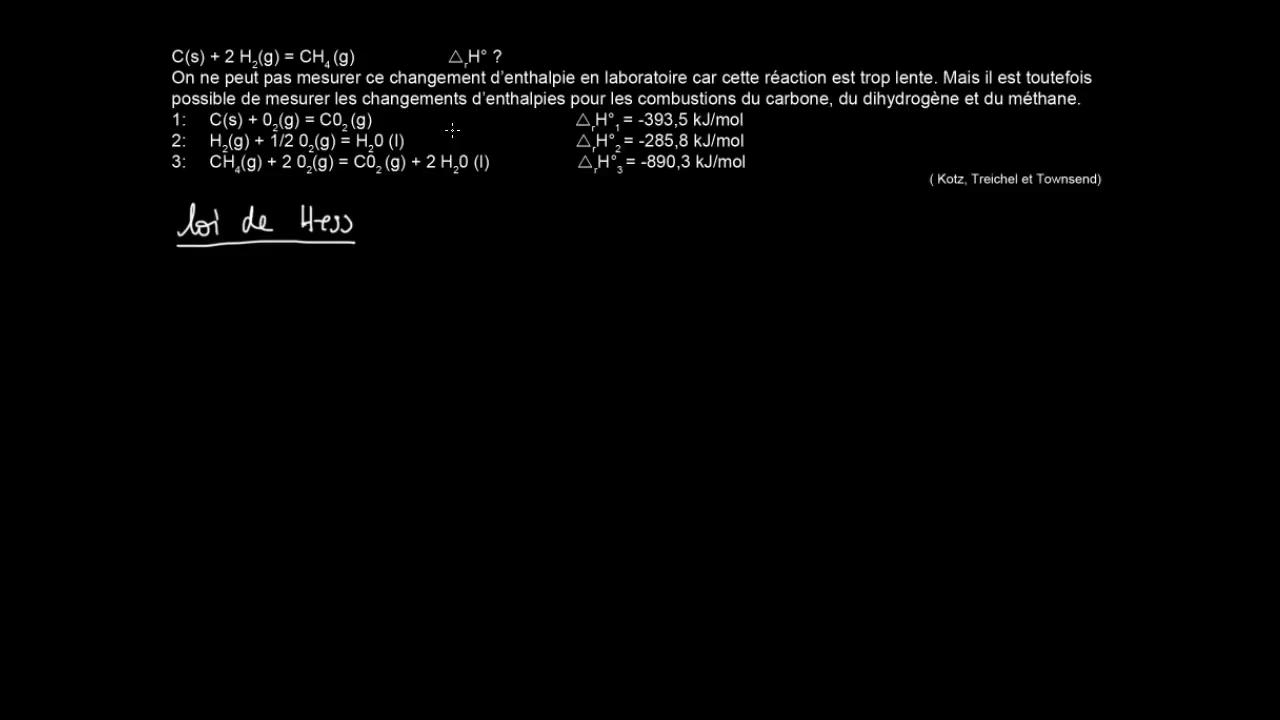 C(s) + 2 H₂(g) = CH₄ (g) △ᵣH° ?
On ne peut pas mesurer ce changement d'enthalpie en laboratoire car cette réaction est trop lente. Mais il est toutefois
possible de mesurer les changements d'enthalpies pour les combustions du carbone, du dihydrogène et du méthane.
1: C(s) + 0₂(g) = C0₂ (g) △ᵣH°₁ = -393,5 kJ/mol
2: H₂(g) + 1/2 0₂(g) = H₂0 (l) △ᵣH°₂ = -285,8 kJ/mol
3: CH₄(g) + 2 0₂(g) = C0₂ (g) + 2 H₂0 (l) △ᵣH°₃ = -890,3 kJ/mol
( Kotz, Treichel et Townsend)
loi de Hess